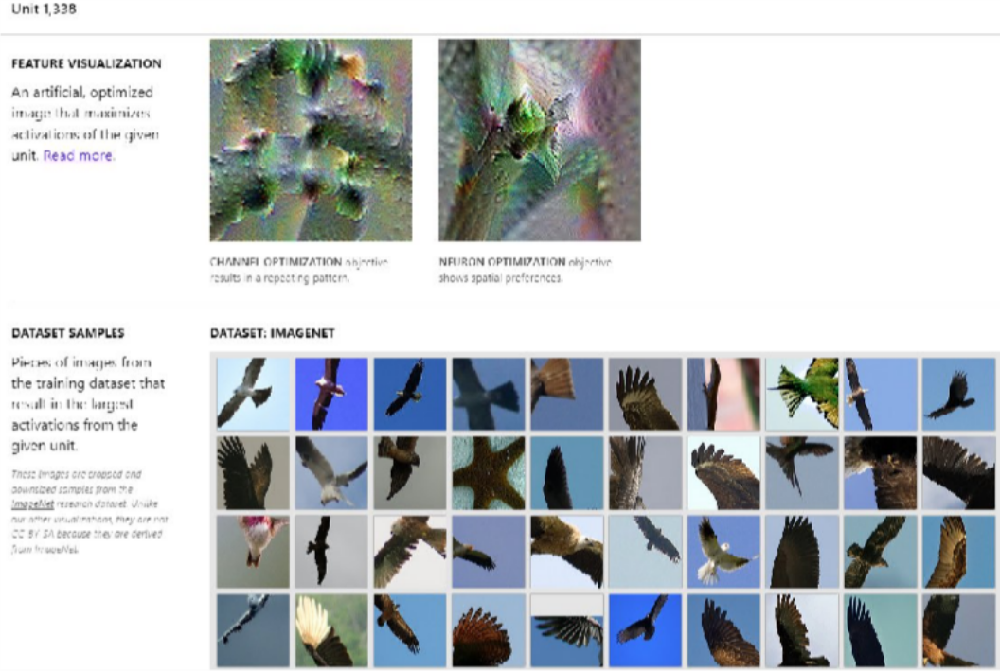 Unit 1,338
FEATURE VISUALIZATION
An artificial, optimized
image that maximizes
activations of the given
unit. Read more.
CHANNEL OPTIMIZATION objective
results in a repeating pattern.
NEURON OPTIMIZATION objective
shows spatial preferences.
DATASET SAMPLES
Pieces of images from
the training dataset that
result in the largest
activations from the
given unit.
These images are cropped and
downsized samples from the
ImageNet research dataset. Unlike
our other visualizations, they are not
CC-BY-SA because they are derived
from ImageNet.
DATASET: IMAGENET